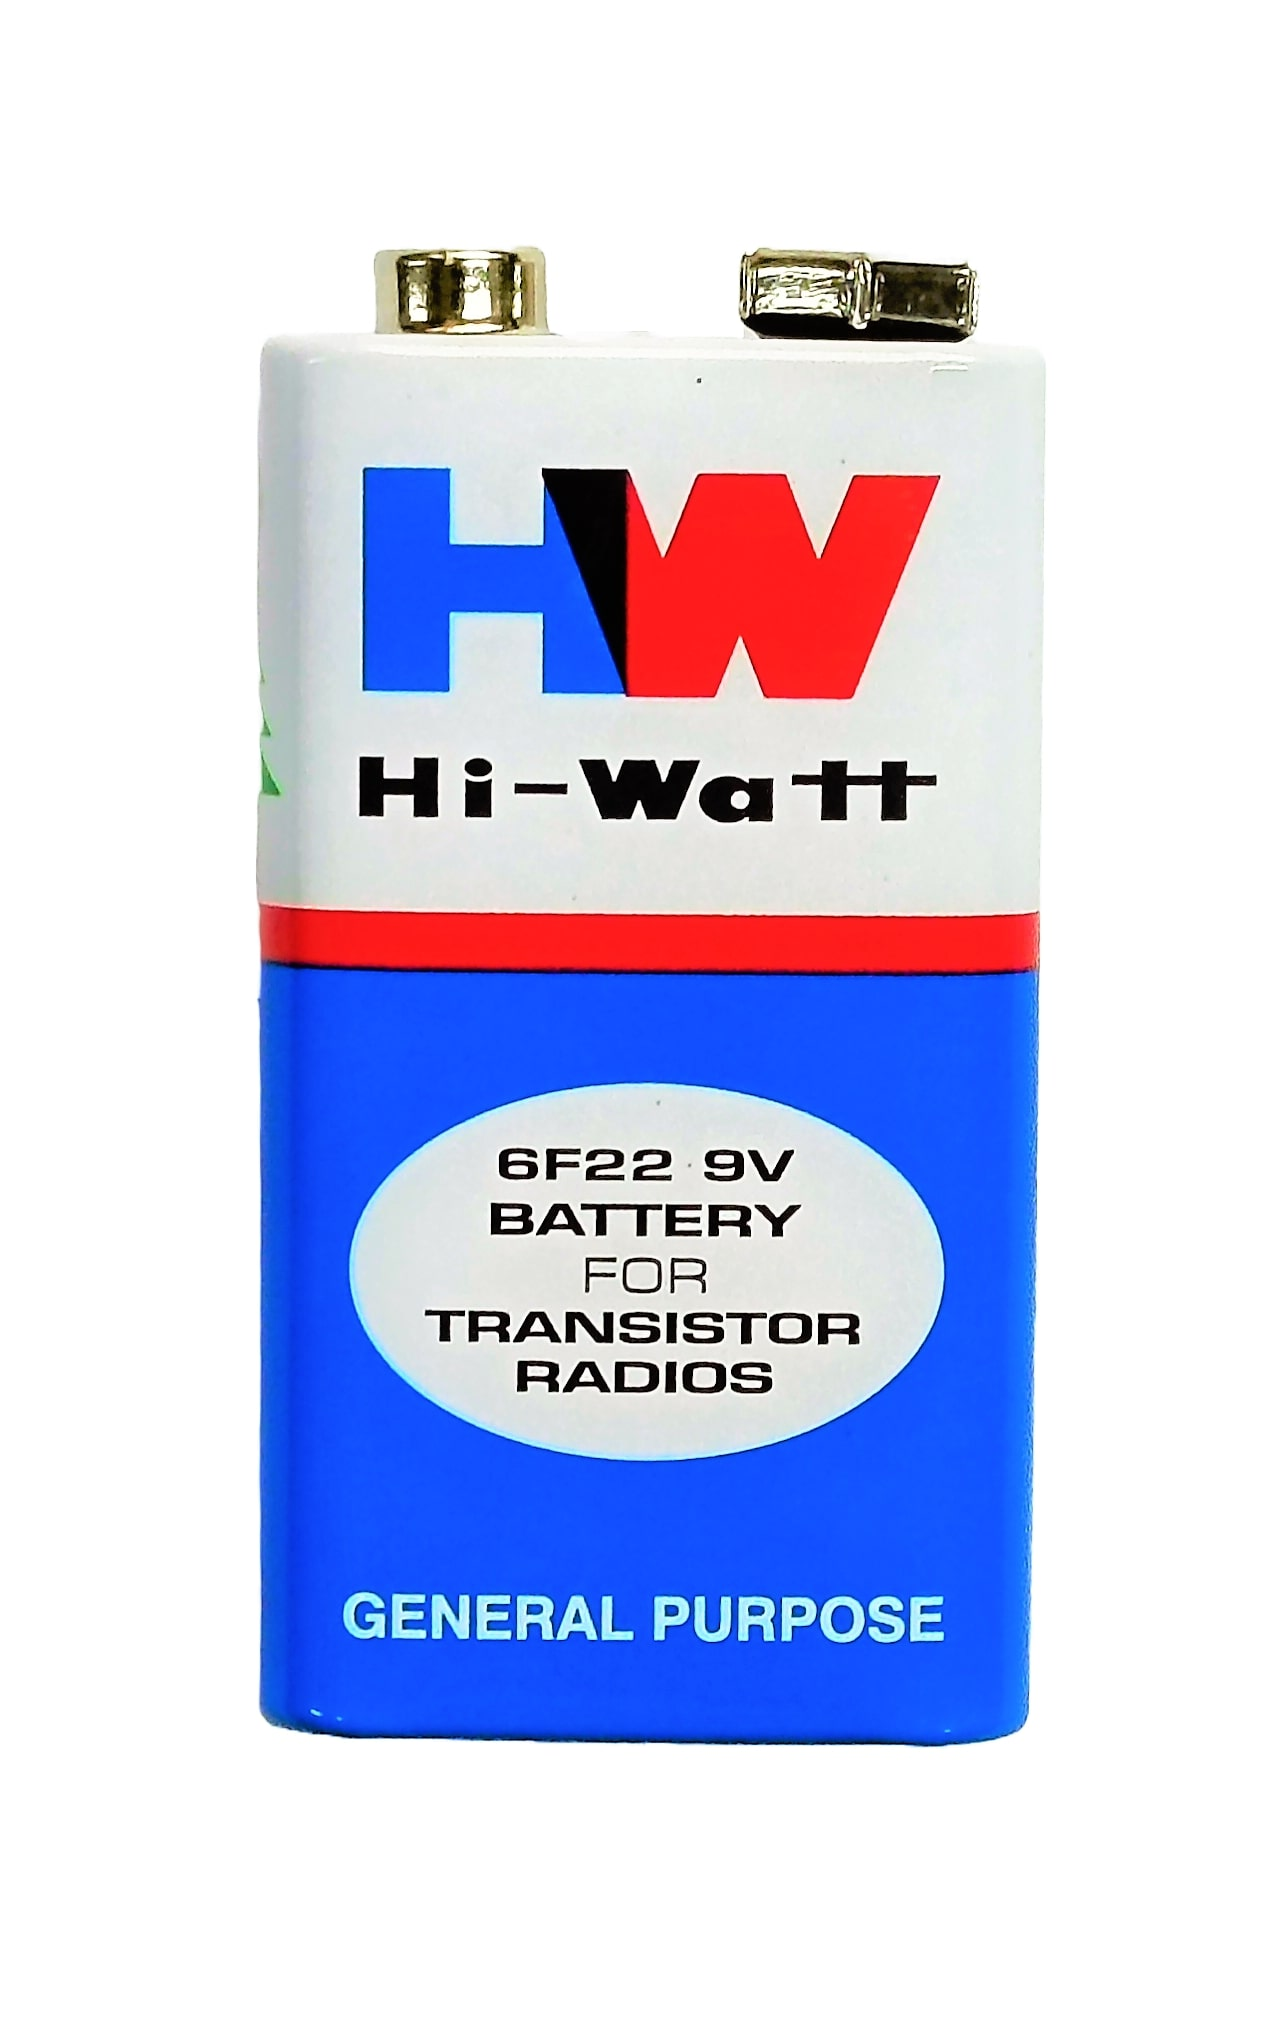 HW
Hi-Watt
6F22 9V
BATTERY
FOR
TRANSISTOR
RADIOS
GENERAL PURPOSE